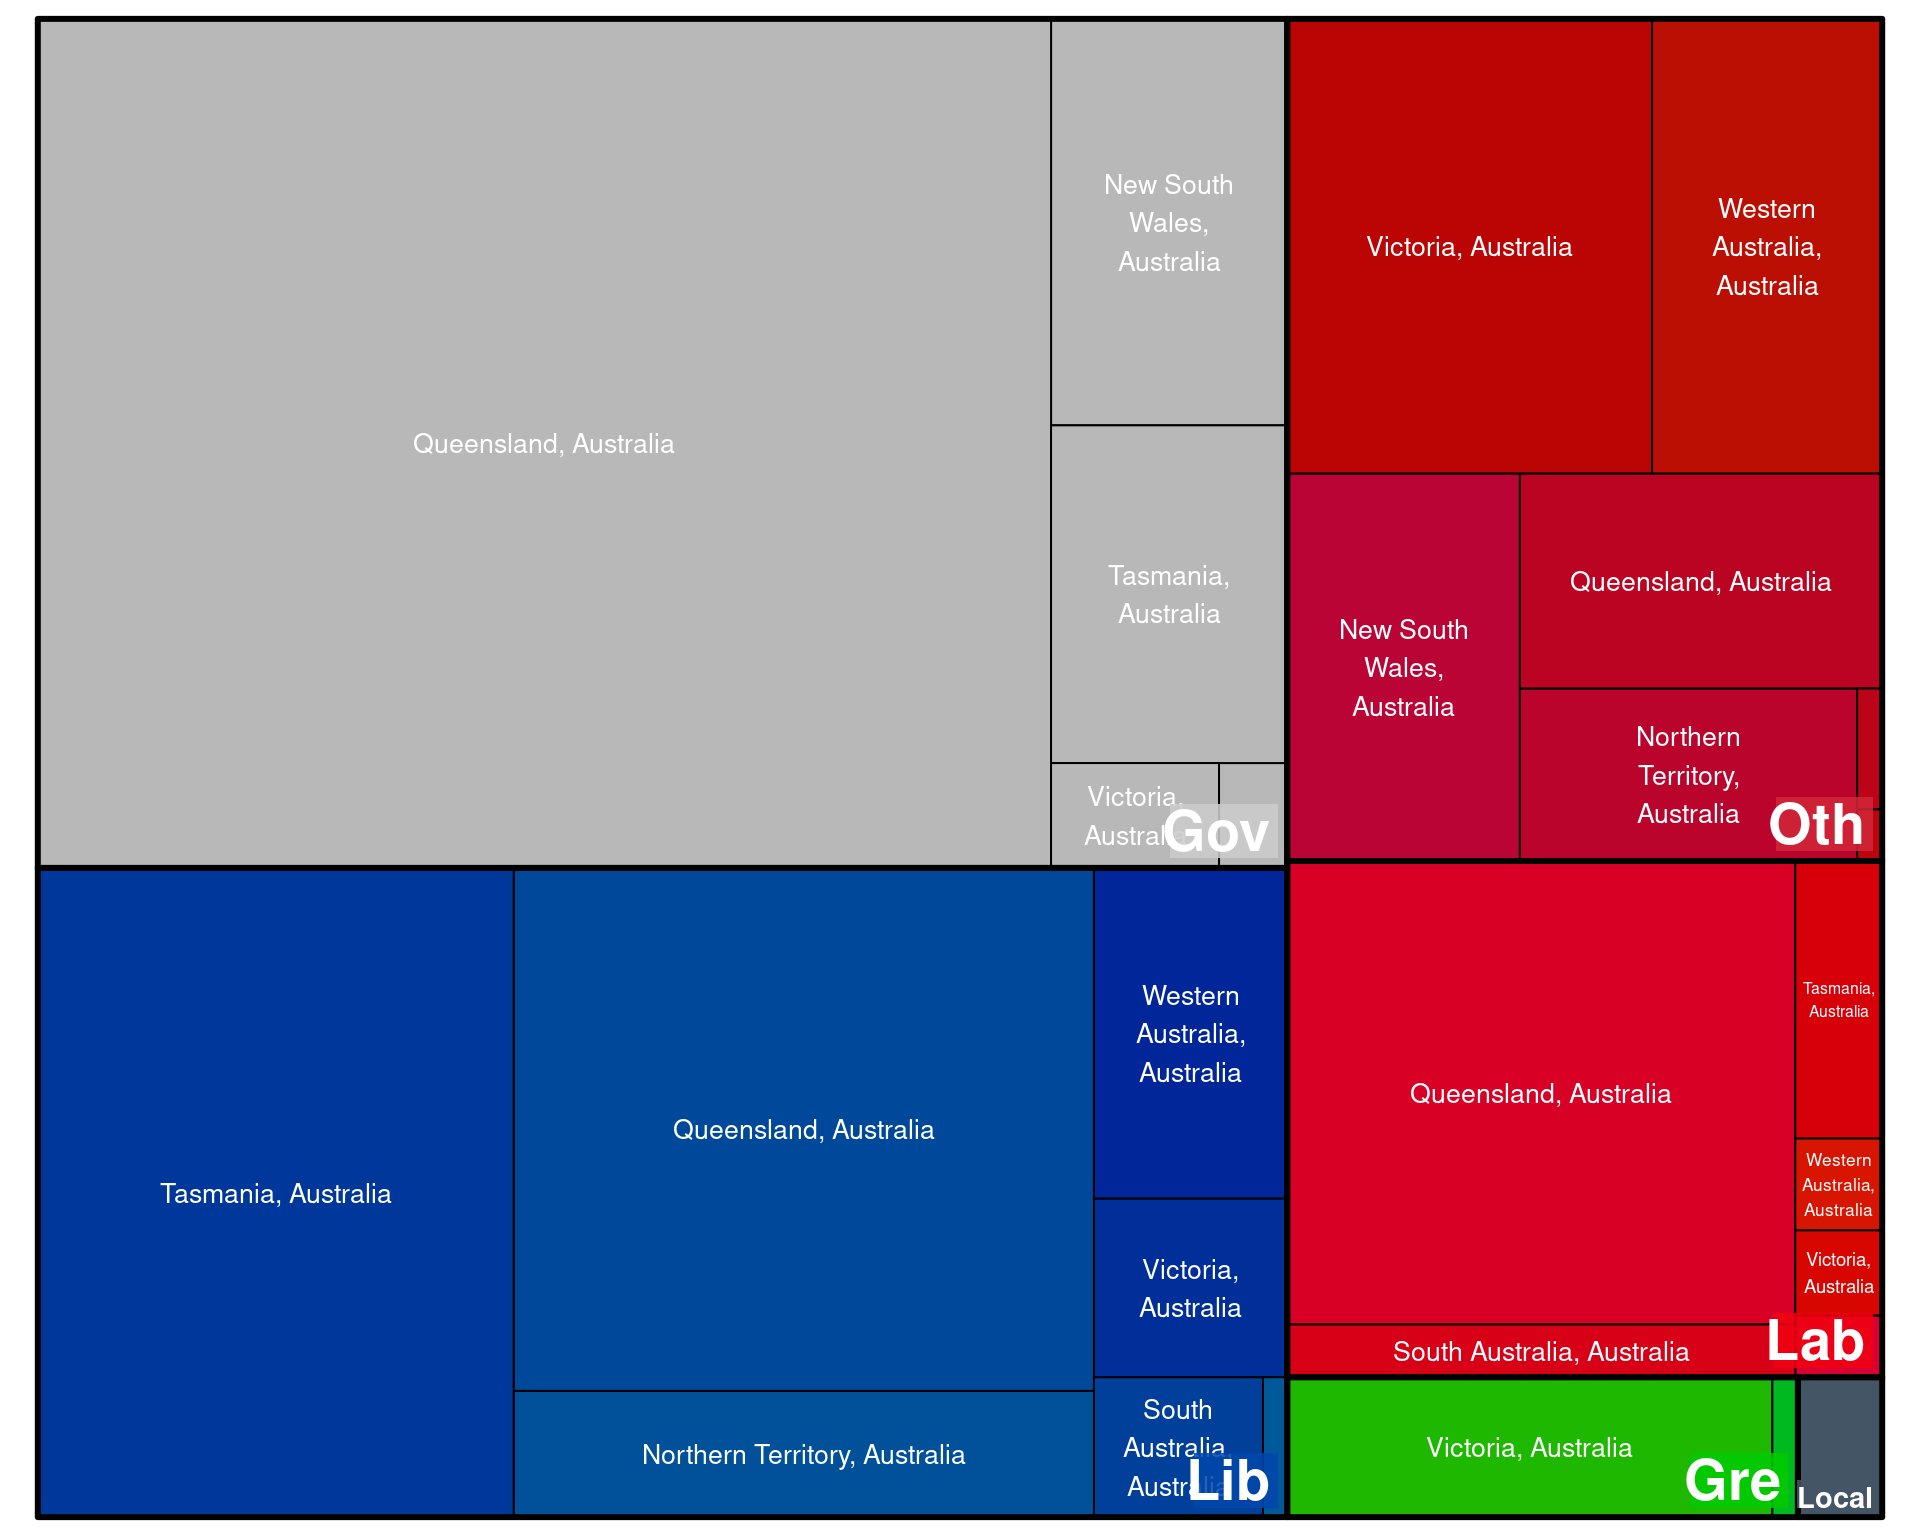 Queensland, Australia
New South
Wales,
Australia
Tasmania,
Australia
Victoria,
Australia
Gov
Victoria, Australia
Western
Australia,
Australia
New South
Wales,
Australia
Queensland, Australia
Northern
Territory,
Australia
Oth
Tasmania, Australia
Queensland, Australia
Northern Territory, Australia
Western
Australia,
Australia
Victoria,
Australia
South
Australia,
Australia
Lib
Queensland, Australia
Tasmania,
Australia
Western
Australia,
Australia
Victoria,
Australia
South Australia, Australia
Lab
Victoria, Australia
Gre
Local